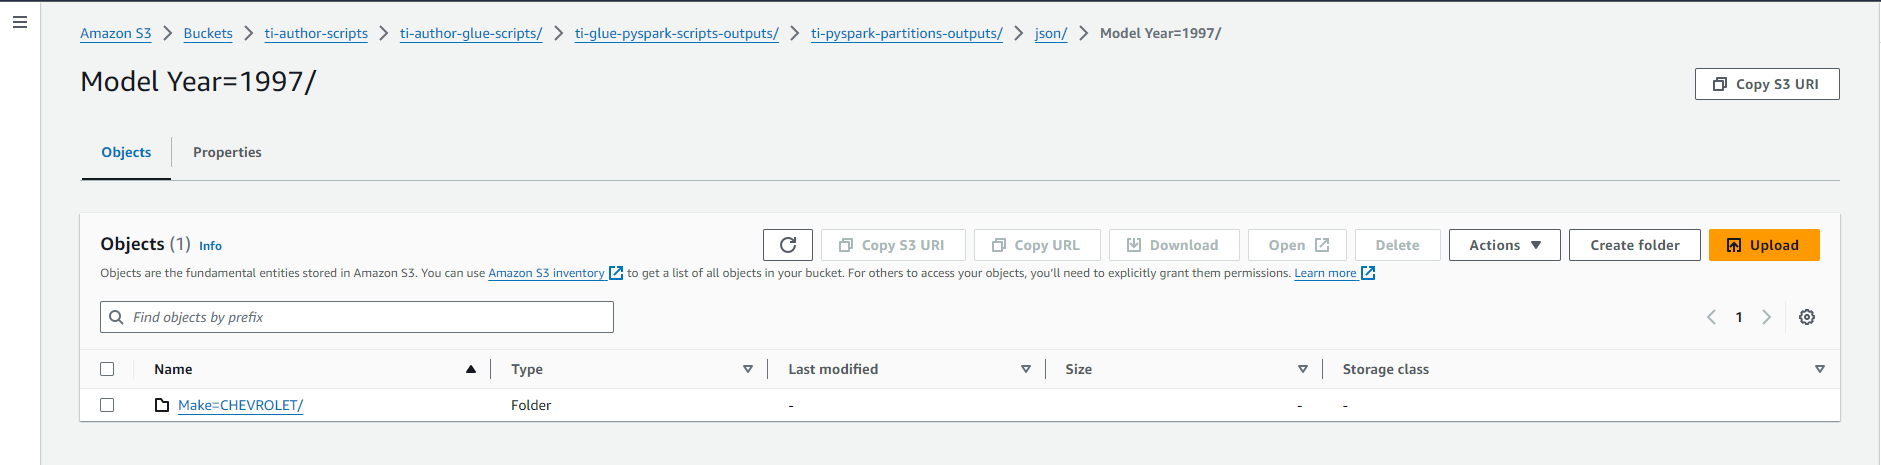 Amazon S3 > Buckets > ti-author-scripts > ti-author-glue-scripts/ > ti-glue-pyspark-scripts-outputs/ > ti-pyspark-partitions-outputs/ > json/ > Model Year=1997/
Model Year=1997/
Copy S3 URI
Objects Properties
Objects (1) Info
Copy S3 URI Copy URL Download Open Delete Actions Create folder Upload
Objects are the fundamental entities stored in Amazon S3. You can use Amazon S3 inventory to get a list of all objects in your bucket. For others to access your objects, you'll need to explicitly grant them permissions. Learn more
Find objects by prefix
1
Name Type Last modified Size Storage class
Make=CHEVROLET/ Folder - - -